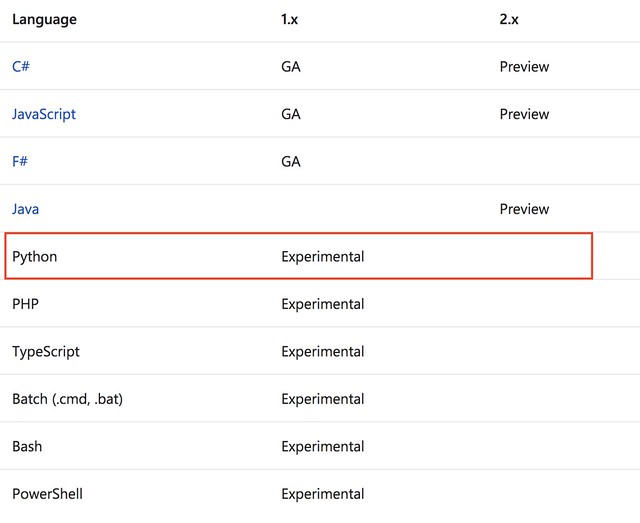 Language 1.x 2.x
C# GA Preview
JavaScript GA Preview
F# GA
Java Preview
Python Experimental
PHP Experimental
TypeScript Experimental
Batch (.cmd, .bat) Experimental
Bash Experimental
PowerShell Experimental